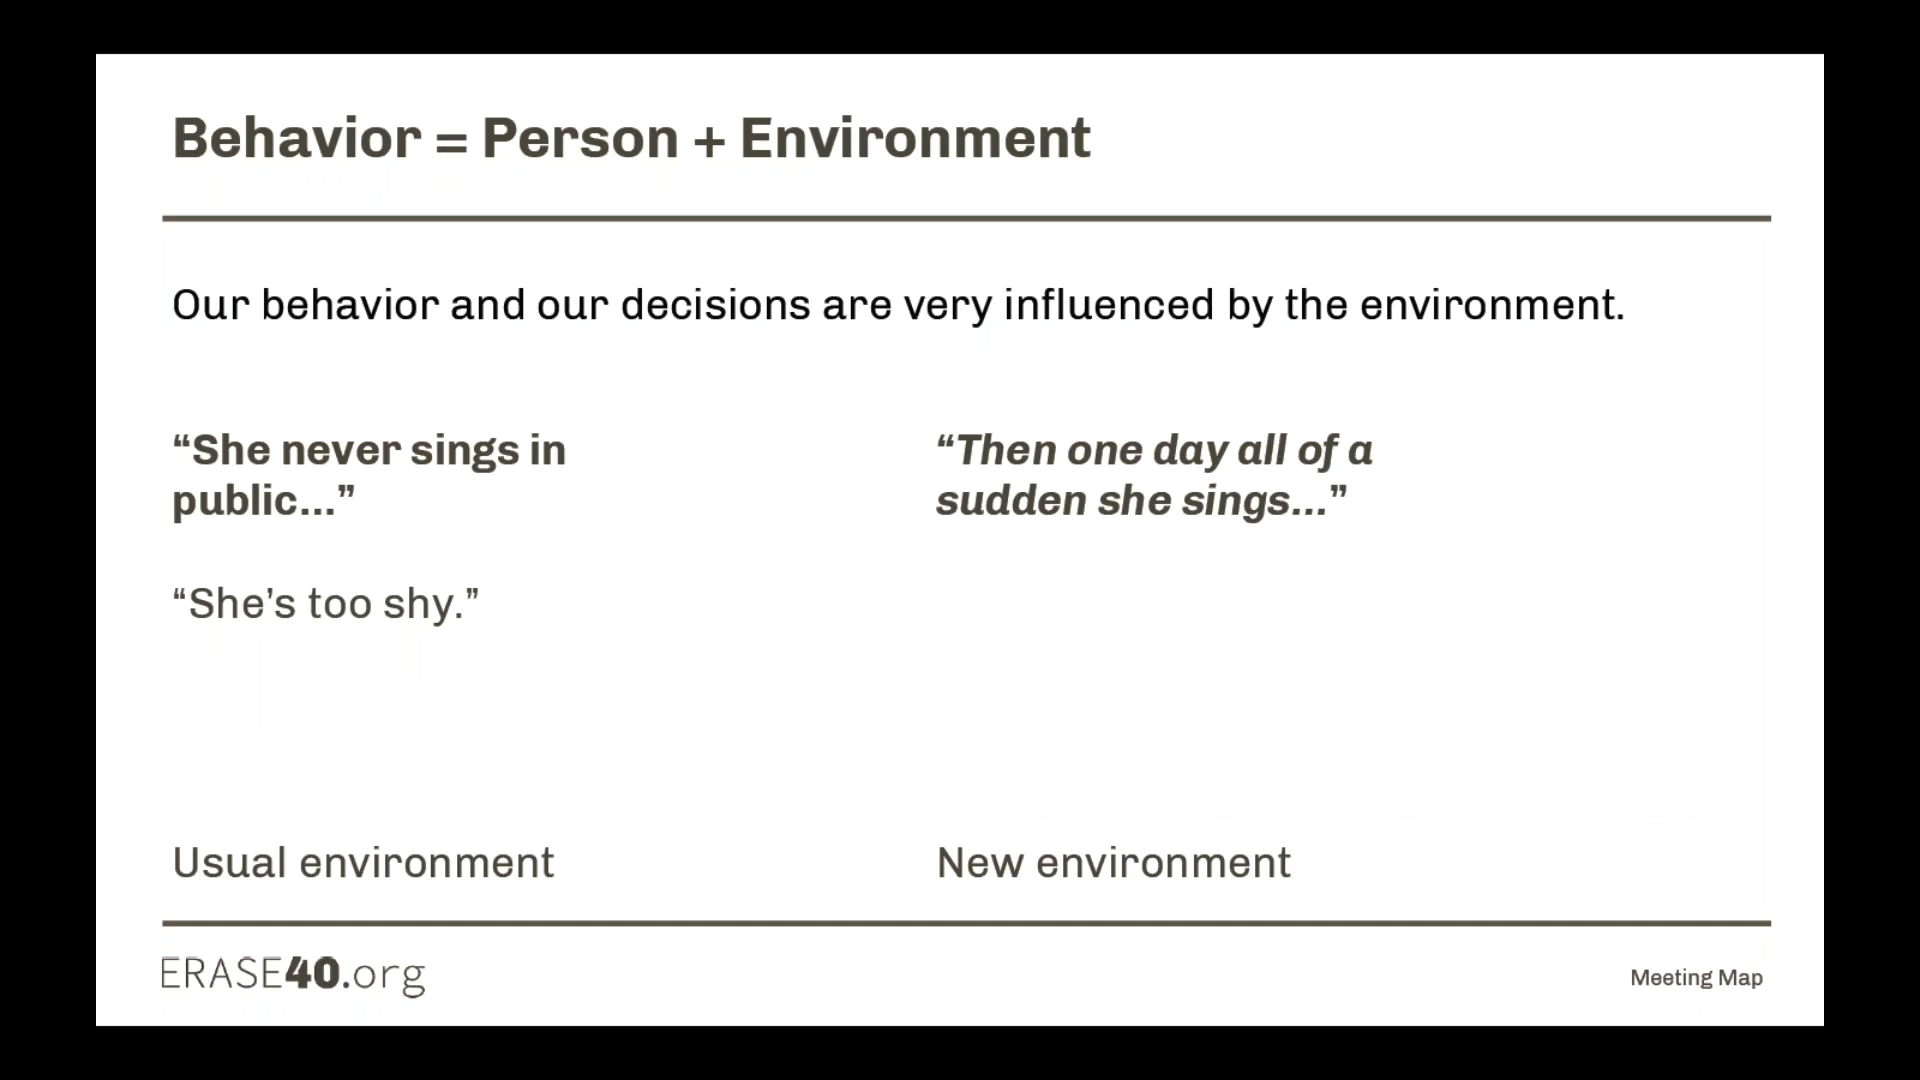 Behavior = Person + Environment
Our behavior and our decisions are very influenced by the environment.
“She never sings in
public...”
“She’s too shy.”
Usual environment
“Then one day all of a
sudden she sings...”
New environment
ERASE40.org
Meeting Map